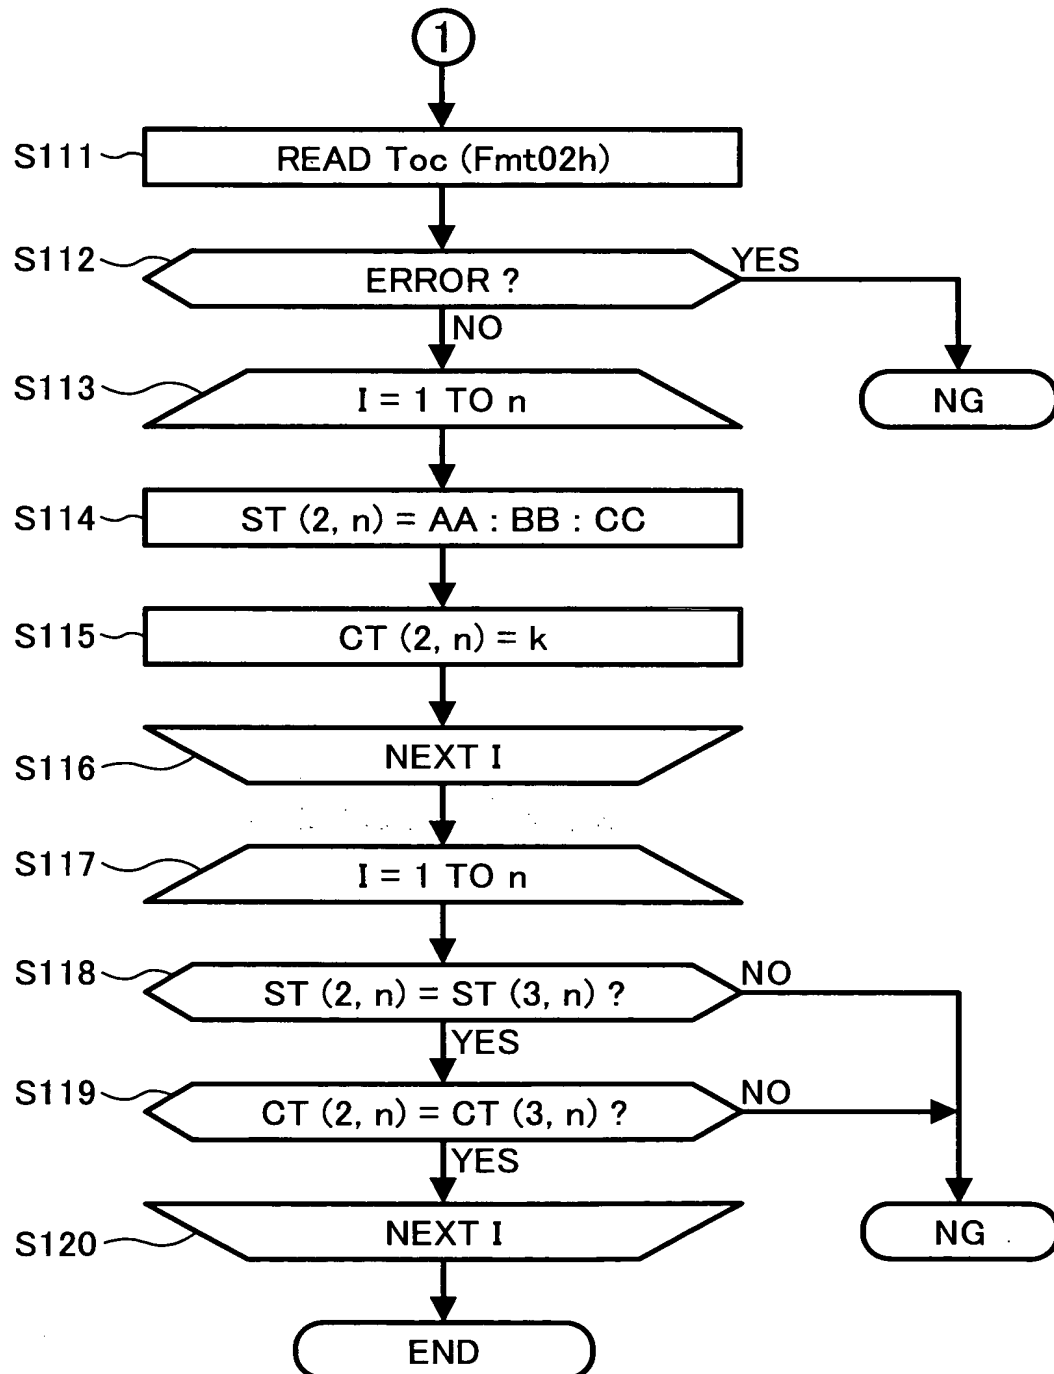 1
S111
READ Toc (Fmt02h)
S112
ERROR ?
YES
NO
S113
I = 1 TO n
NG
S114
ST (2, n) = AA : BB : CC
S115
CT (2, n) = k
S116
NEXT I
S117
I = 1 TO n
S118
ST (2, n) = ST (3, n) ?
NO
YES
S119
CT (2, n) = CT (3, n) ?
NO
YES
S120
NEXT I
NG
END